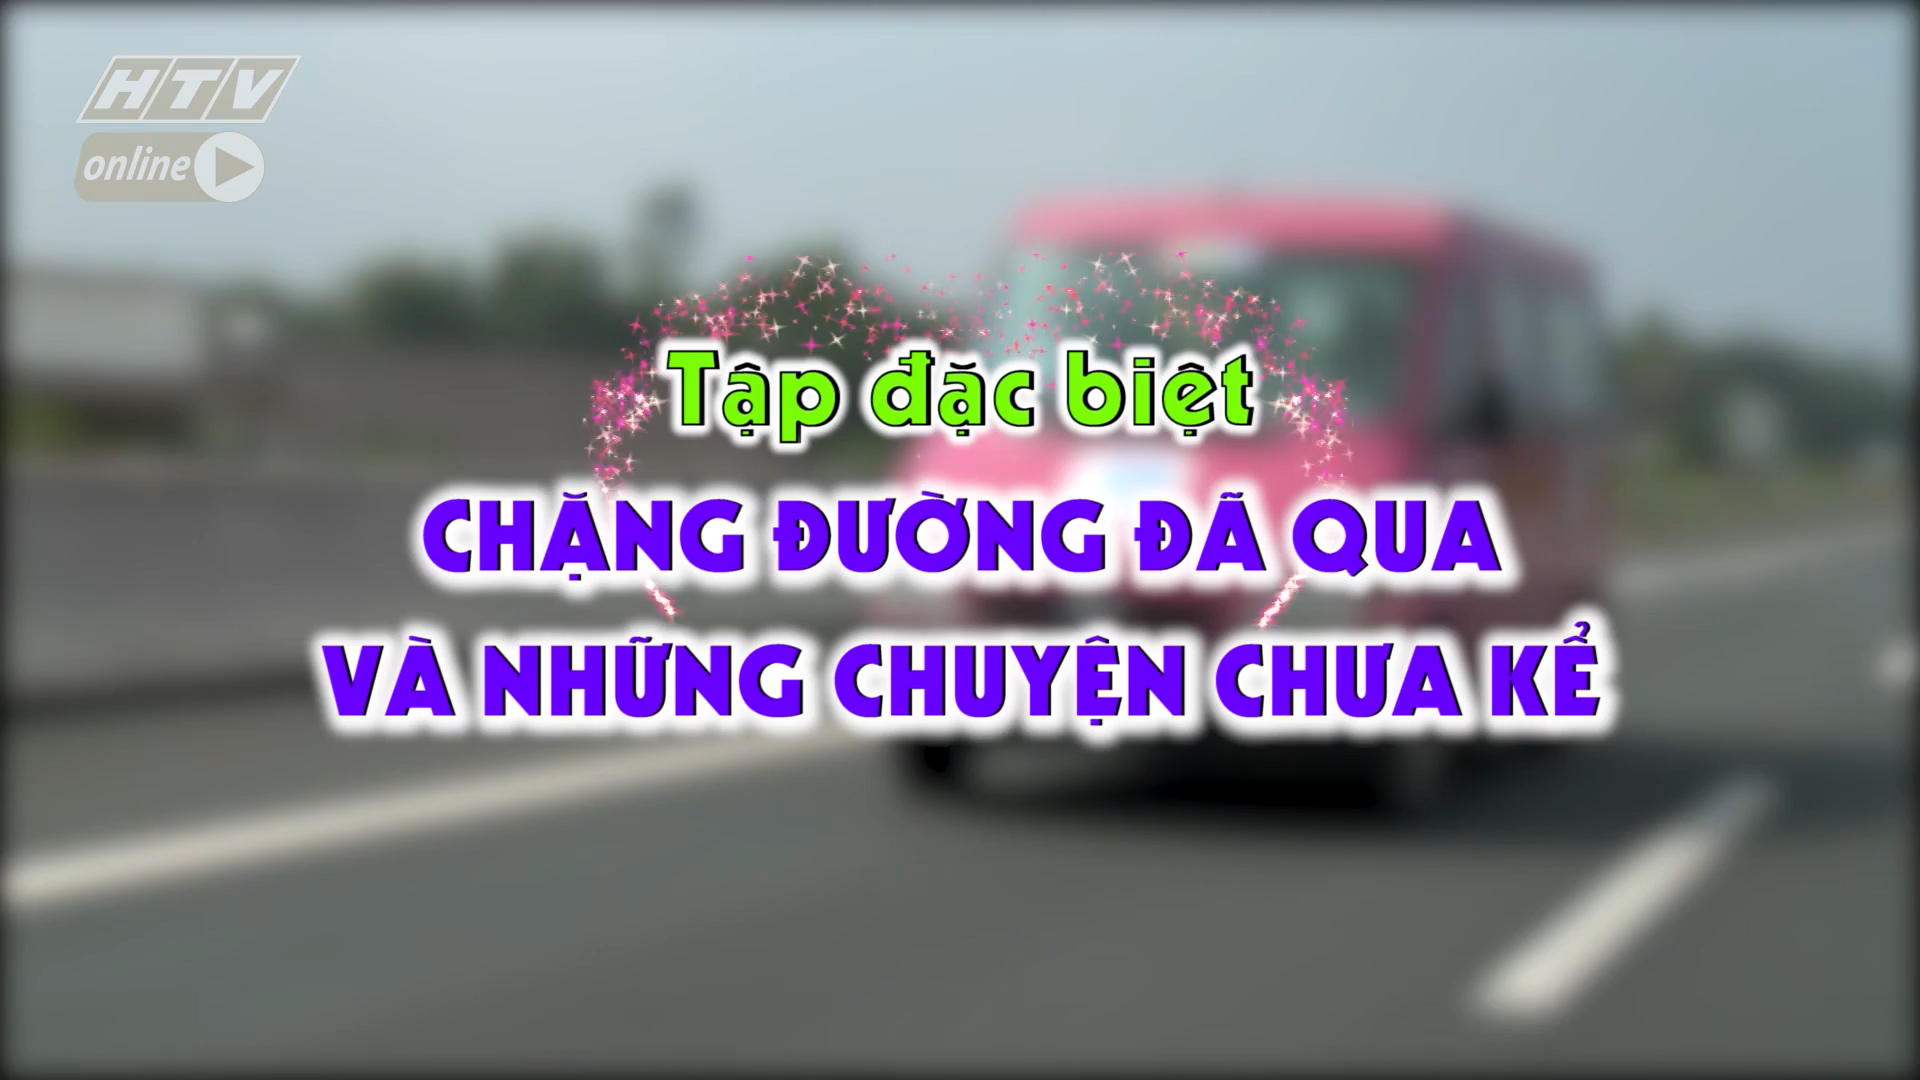 HTV
online
Tập đặc biệt
CHẶNG ĐƯỜNG ĐÃ QUA
VÀ NHỮNG CHUYỆN CHƯA KỂ